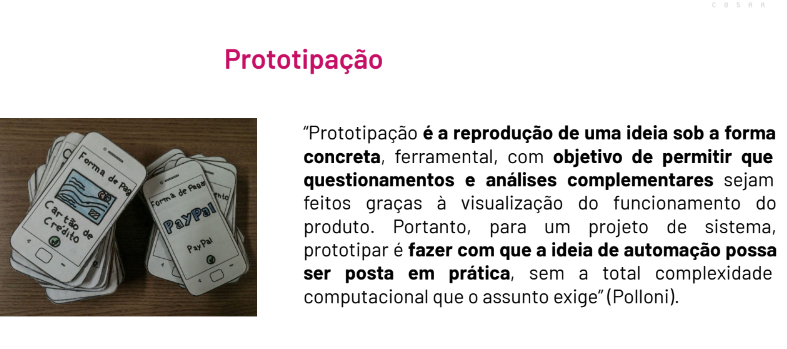 COSHH
Prototipação
"Prototipação é a reprodução de uma ideia sob a forma
concreta, ferramental, com objetivo de permitir que
questionamentos e análises complementares sejam
feitos graças à visualização do funcionamento do
produto. Portanto, para um projeto de sistema,
prototipar é fazer com que a ideia de automação possa
ser posta em prática, sem a total complexidade
computacional que o assunto exige" (Polloni).
Forma de Pag
Cartão de
Crédito
Forma de Pagam
PayPal
PayPal